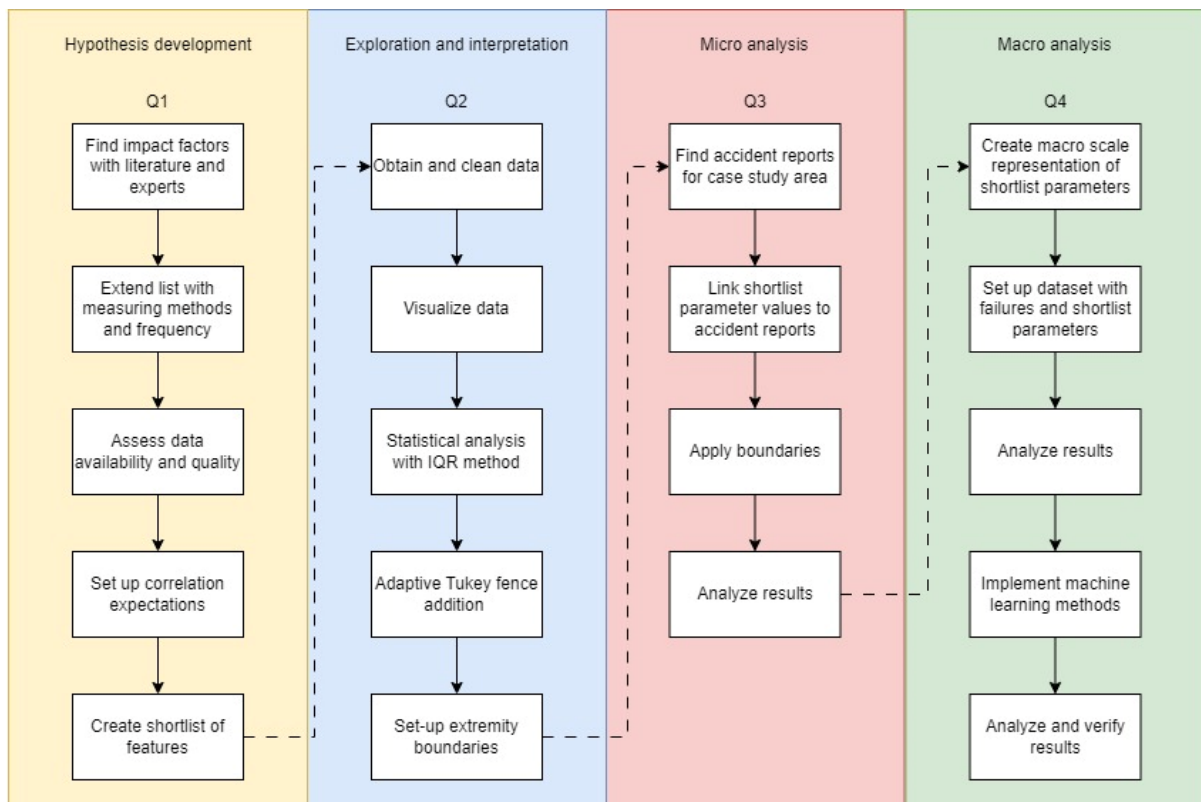 Hypothesis development
Q1
Find impact factors
with literature and
experts
Extend list with
measuring methods
and frequency
Assess data
availability and quality
Set up correlation
expectations
Create shortlist of
features
Exploration and interpretation
Q2
Obtain and clean data
Visualize data
Statistical analysis
with IQR method
Adaptive Tukey fence
addition
Set-up extremity
boundaries
Micro analysis
Q3
Find accident reports
for case study area
Link shortlist
parameter values to
accident reports
Apply boundaries
Analyze results
Macro analysis
Q4
Create macro scale
representation of
shortlist parameters
Set up dataset with
failures and shortlist
parameters
Analyze results
Implement machine
learning methods
Analyze and verify
results